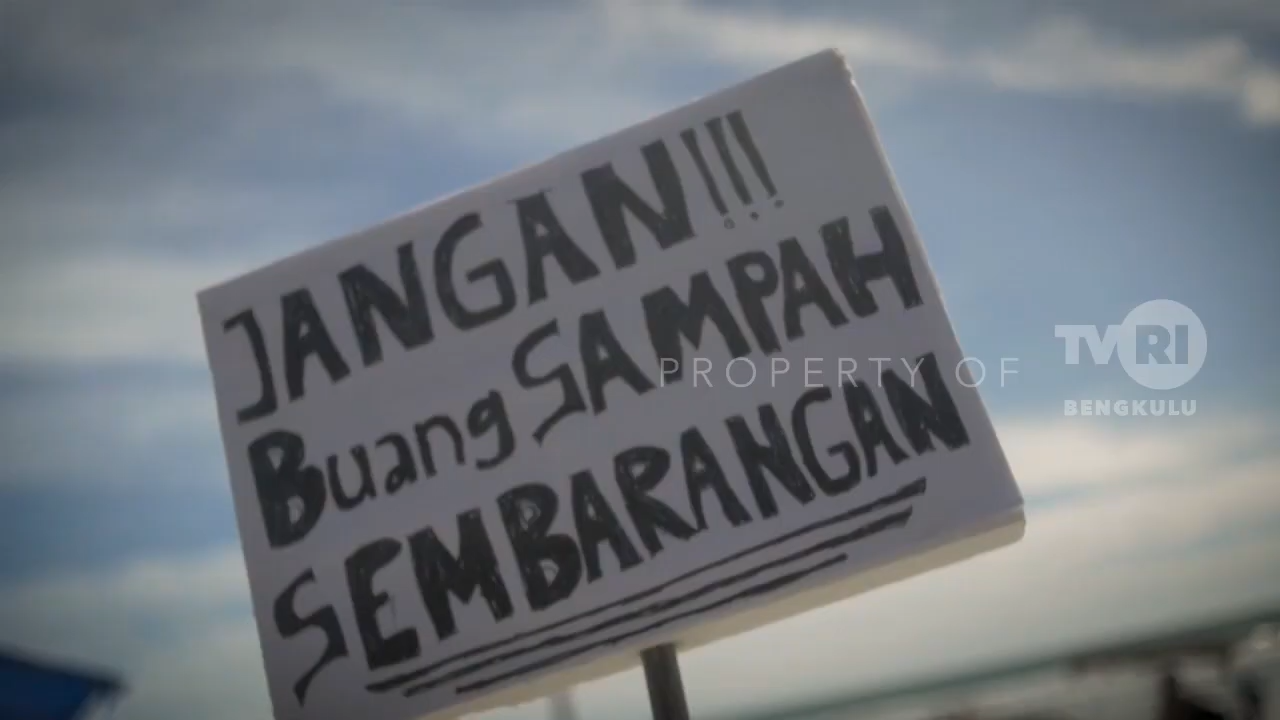 JANGAN!!!
Buang SAMPAH
SEMBARANGAN
PROPERTY OF
TVRI
BENGKULU